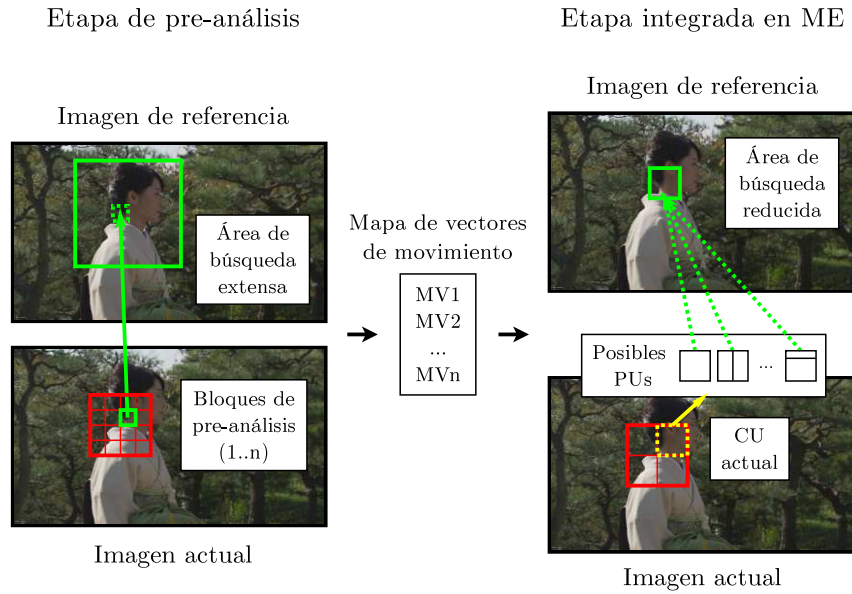 Etapa de pre-análisis
Imagen de referencia
Área de
búsqueda
extensa
Bloques de
pre-análisis
(1..n)
Imagen actual
Mapa de vectores
de movimiento
MV1
MV2
...
MVn
Etapa integrada en ME
Imagen de referencia
Área de
búsqueda
reducida
Posibles
PUs
...
CU
actual
Imagen actual